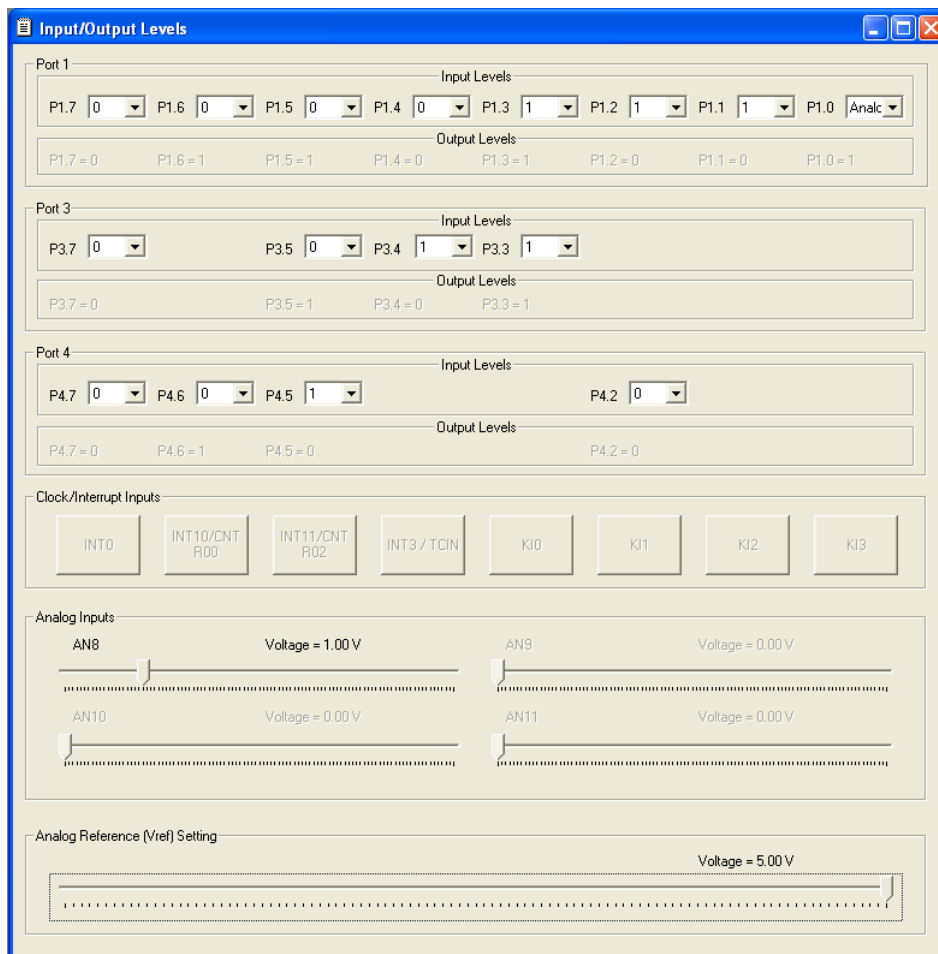 Input/Output Levels
Port 1
Input Levels
P1.7 0 P1.6 0 P1.5 0 P1.4 0 P1.3 1 P1.2 1 P1.1 1 P1.0 Analc
Output Levels
P1.7 = 0 P1.6 = 1 P1.5 = 1 P1.4 = 0 P1.3 = 1 P1.2 = 0 P1.1 = 0 P1.0 = 1
Port 3
Input Levels
P3.7 0 P3.5 0 P3.4 1 P3.3 1
Output Levels
P3.7 = 0 P3.5 = 1 P3.4 = 0 P3.3 = 1
Port 4
Input Levels
P4.7 0 P4.6 0 P4.5 1 P4.2 0
Output Levels
P4.7 = 0 P4.6 = 1 P4.5 = 0 P4.2 = 0
Clock/Interrupt Inputs
INT0
INT10/CNT
R00
INT11/CNT
R02
INT3 / TCIN
KI0
KI1
KI2
KI3
Analog Inputs
AN8 Voltage = 1.00 V AN9 Voltage = 0.00 V
AN10 Voltage = 0.00 V AN11 Voltage = 0.00 V
Analog Reference (Vref) Setting
Voltage = 5.00 V